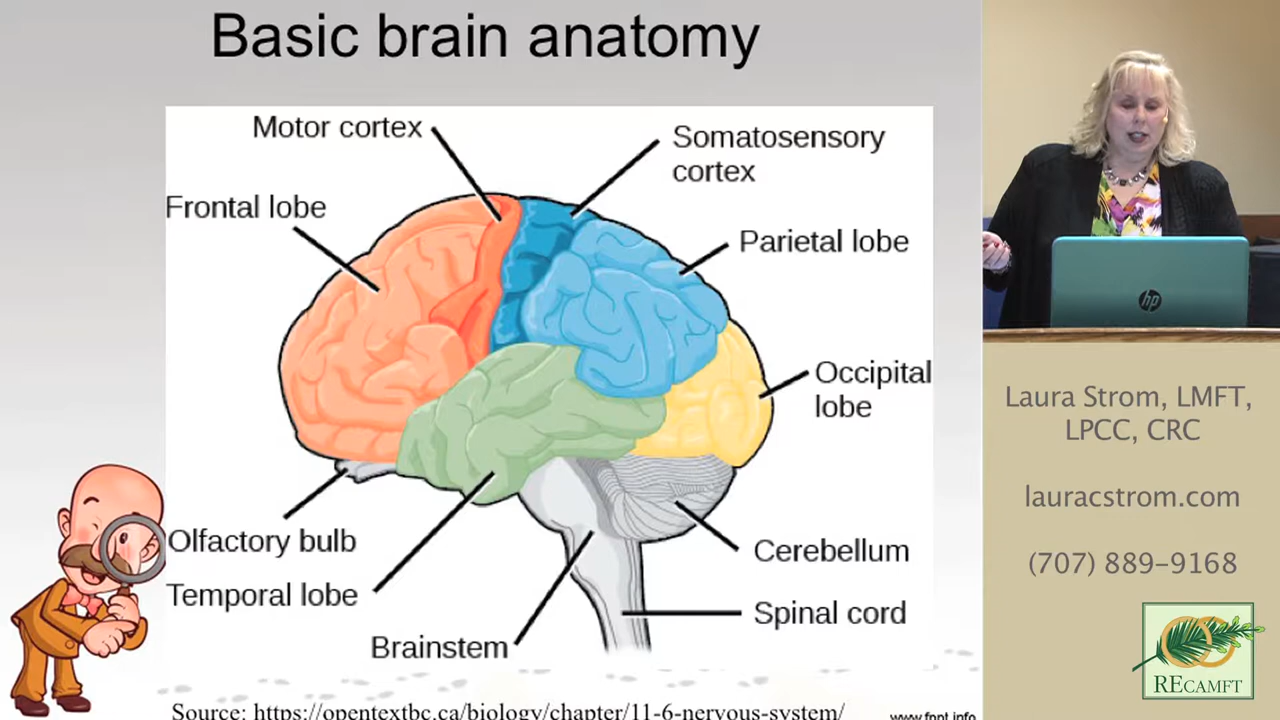 Basic brain anatomy
Motor cortex
Somatosensory
cortex
Frontal lobe
Parietal lobe
Occipital
lobe
Olfactory bulb
Temporal lobe
Cerebellum
Spinal cord
Brainstem
Source: https://opentextbc.ca/biology/chapter/11-6-nervous-system/
www.fppt.info
hp
Laura Strom, LMFT,
LPCC, CRC
lauracstrom.com
(707) 889-9168
RECAMFT